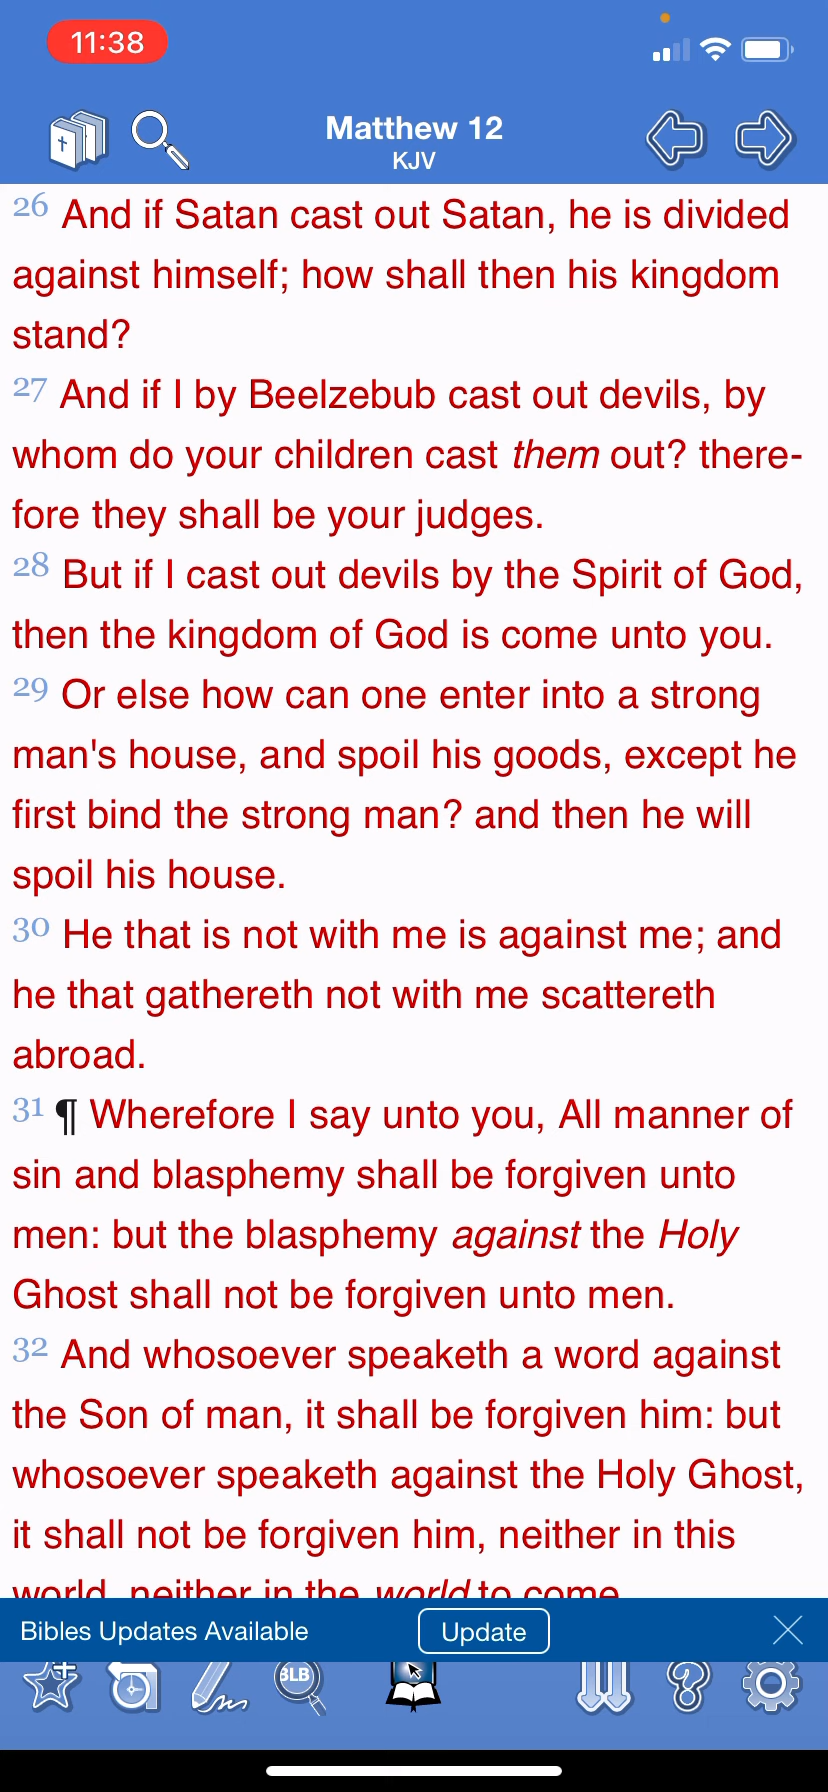 11:38
Matthew 12
KJV
26 And if Satan cast out Satan, he is divided
against himself; how shall then his kingdom
stand?
27 And if I by Beelzebub cast out devils, by
whom do your children cast them out? there-
fore they shall be your judges.
28 But if I cast out devils by the Spirit of God,
then the kingdom of God is come unto you.
29 Or else how can one enter into a strong
man's house, and spoil his goods, except he
first bind the strong man? and then he will
spoil his house.
30 He that is not with me is against me; and
he that gathereth not with me scattereth
abroad.
31 ¶ Wherefore I say unto you, All manner of
sin and blasphemy shall be forgiven unto
men: but the blasphemy against the Holy
Ghost shall not be forgiven unto men.
32 And whosoever speaketh a word against
the Son of man, it shall be forgiven him: but
whosoever speaketh against the Holy Ghost,
it shall not be forgiven him, neither in this
world, neither in the world to come.
Bibles Updates Available
Update
BLB